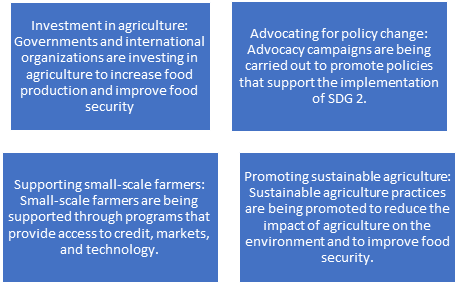 Investment in agriculture:
Governments and international
organizations are investing in
agriculture to increase food
production and improve food
security
Advocating for policy change:
Advocacy campaigns are being
carried out to promote policies
that support the implementation
of SDG 2.
Supporting small-scale farmers:
Small-scale farmers are being
supported through programs that
provide access to credit, markets,
and technology.
Promoting sustainable agriculture:
Sustainable agriculture practices
are being promoted to reduce the
impact of agriculture on the
environment and to improve food
security.